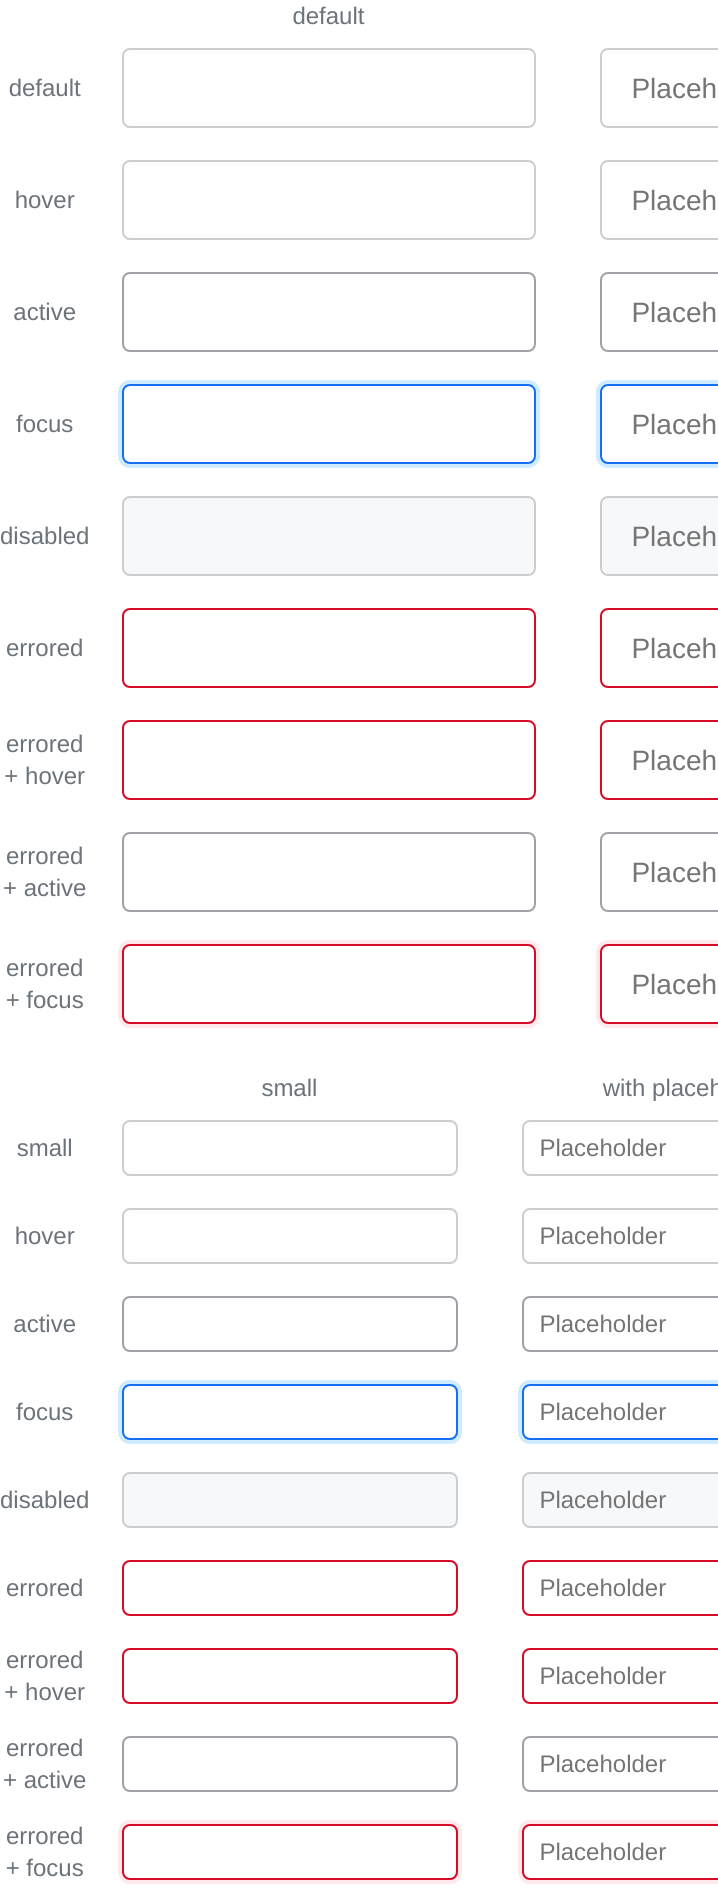 default
default Placeh
hover Placeh
active Placeh
focus Placeh
disabled Placeh
errored Placeh
errored
+ hover Placeh
errored
+ active Placeh
errored
+ focus Placeh
small with placeh
small Placeholder
hover Placeholder
active Placeholder
focus Placeholder
disabled Placeholder
errored Placeholder
errored
+ hover Placeholder
errored
+ active Placeholder
errored
+ focus Placeholder